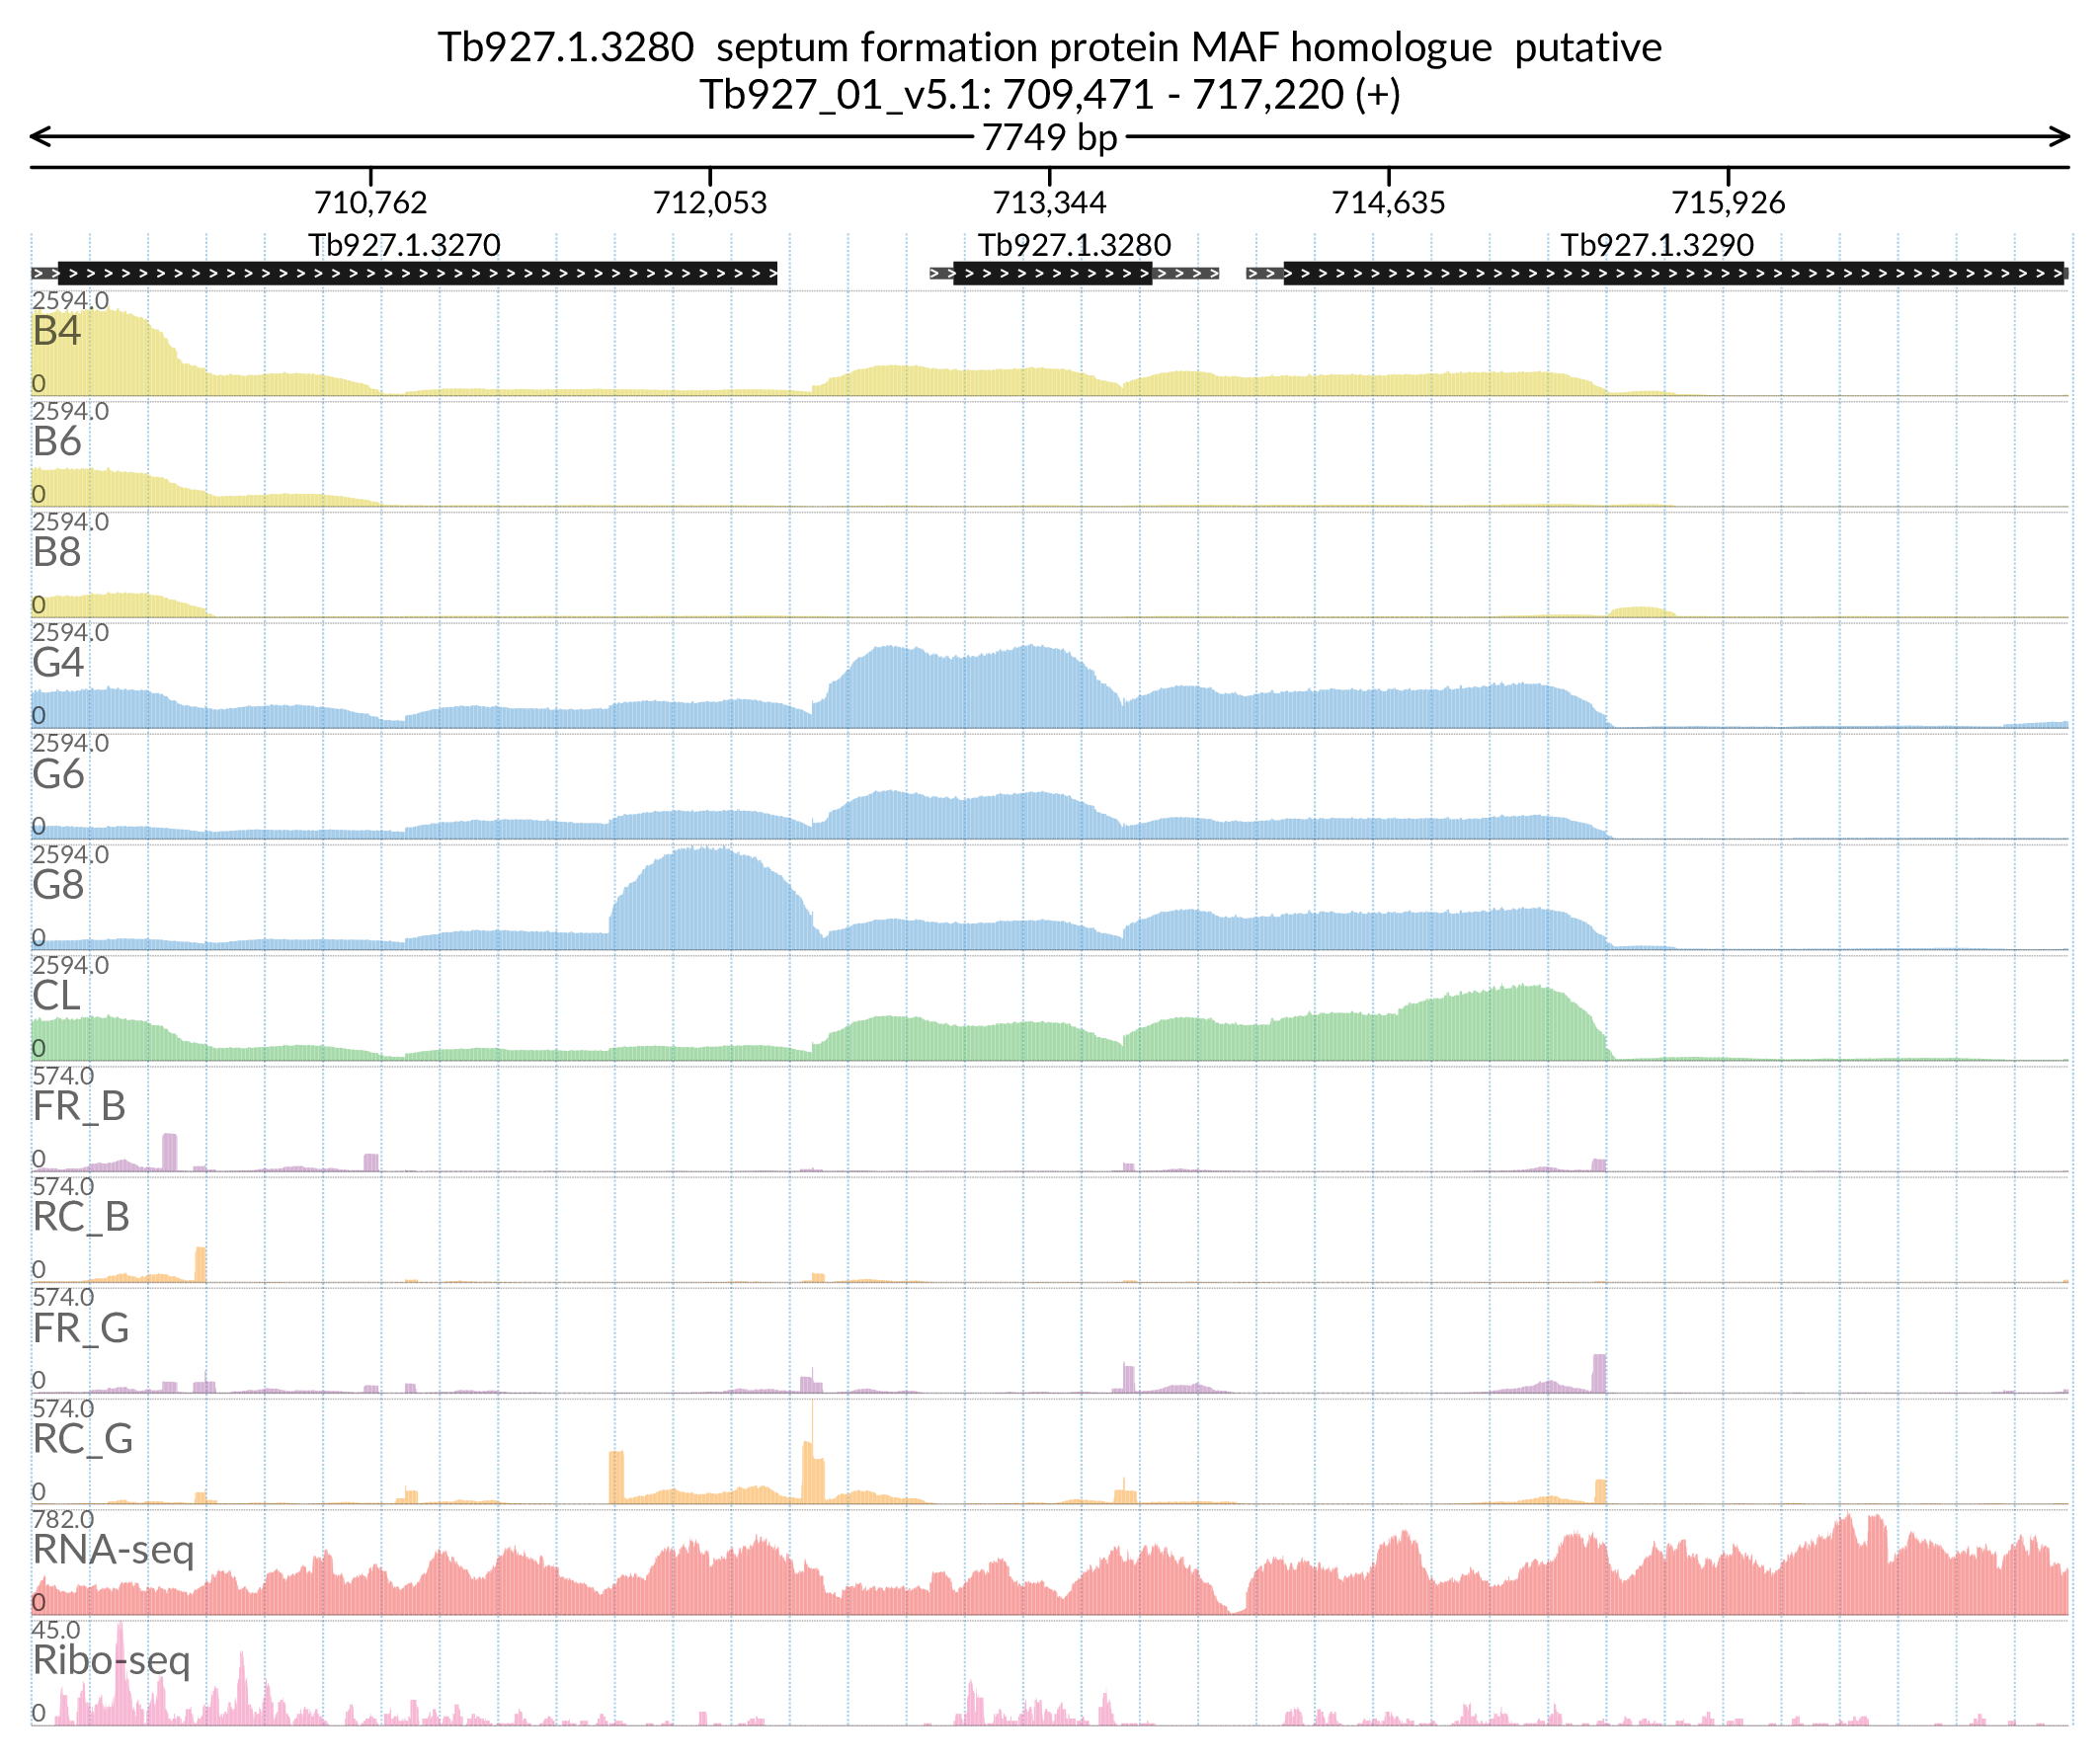 Tb927.1.3280  septum formation protein MAF homologue  putative
Tb927_01_v5.1: 709,471 - 717,220 (+)
7749 bp
710,762 712,053 713,344 714,635 715,926
Tb927.1.3270 Tb927.1.3280 Tb927.1.3290
2594.0
B4
0
2594.0
B6
0
2594.0
B8
0
2594.0
G4
0
2594.0
G6
0
2594.0
G8
0
2594.0
CL
0
574.0
FR_B
0
574.0
RC_B
0
574.0
FR_G
0
574.0
RC_G
0
782.0
RNA-seq
0
45.0
Ribo-seq
0